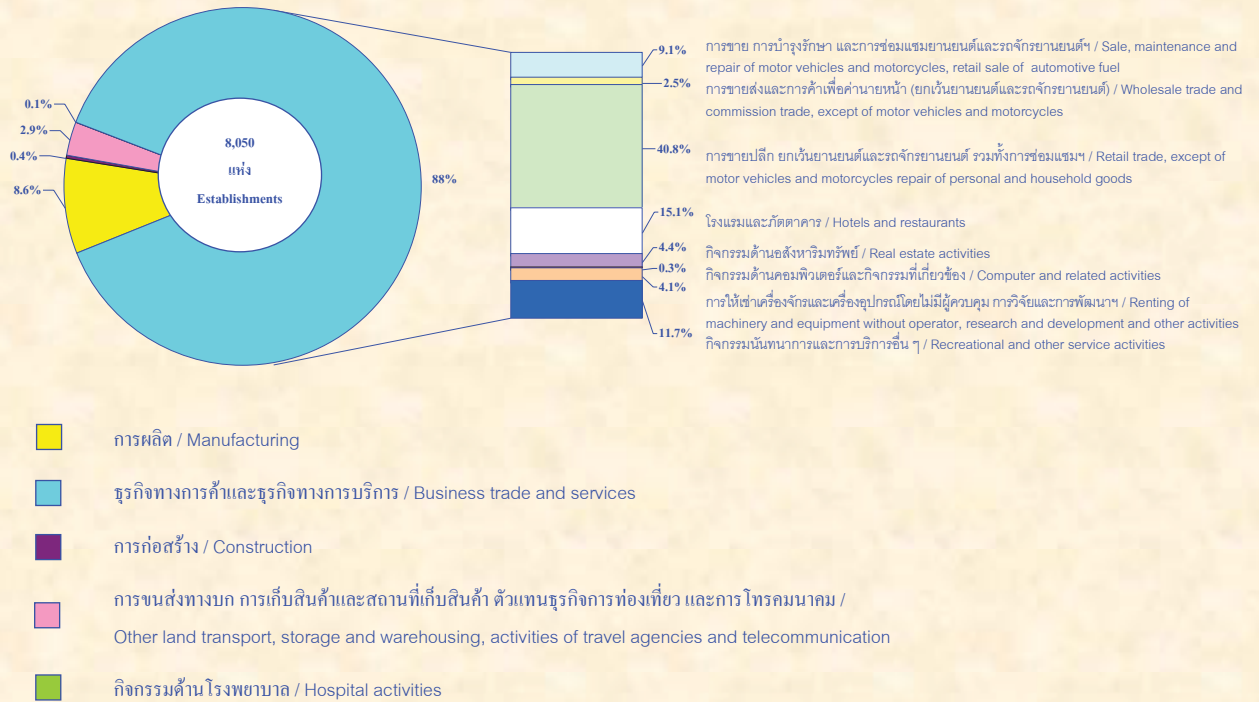 0.1%
2.9%
0.4%
8.6%
8,050
แห่ง
Establishments
88%
9.1%
2.5%
40.8%
15.1%
4.4%
0.3%
4.1%
11.7%
การขาย การบำรุงรักษา และการซ่อมแซมยานยนต์และรถจักรยานยนต์ฯ / Sale, maintenance and
repair of motor vehicles and motorcycles, retail sale of automotive fuel
การขายส่งและการค้าเพื่อค่านายหน้า (ยกเว้นยานยนต์และรถจักรยานยนต์) / Wholesale trade and
commission trade, except of motor vehicles and motorcycles
การขายปลีก ยกเว้นยานยนต์และรถจักรยานยนต์ รวมทั้งการซ่อมแซมฯ / Retail trade, except of
motor vehicles and motorcycles repair of personal and household goods
โรงแรมและภัตตาคาร / Hotels and restaurants
กิจกรรมด้านอสังหาริมทรัพย์ / Real estate activities
กิจกรรมด้านคอมพิวเตอร์และกิจกรรมที่เกี่ยวข้อง / Computer and related activities
การให้เช่าเครื่องจักรและเครื่องอุปกรณ์โดยไม่มีผู้ควบคุม การวิจัยและการพัฒนาฯ / Renting of
machinery and equipment without operator, research and development and other activities
กิจกรรมนันทนาการและการบริการอื่น ๆ / Recreational and other service activities
การผลิต / Manufacturing
ธุรกิจทางการค้าและธุรกิจทางการบริการ / Business trade and services
การก่อสร้าง / Construction
การขนส่งทางบก การเก็บสินค้าและสถานที่เก็บสินค้า ตัวแทนธุรกิจการท่องเที่ยว และการโทรคมนาคม /
Other land transport, storage and warehousing, activities of travel agencies and telecommunication
กิจกรรมด้านโรงพยาบาล / Hospital activities